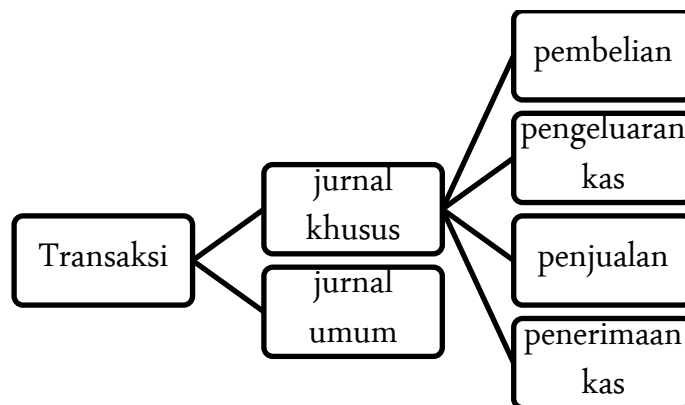 Transaksi
jurnal
khusus
jurnal
umum
pembelian
pengeluaran
kas
penjualan
penerimaan
kas